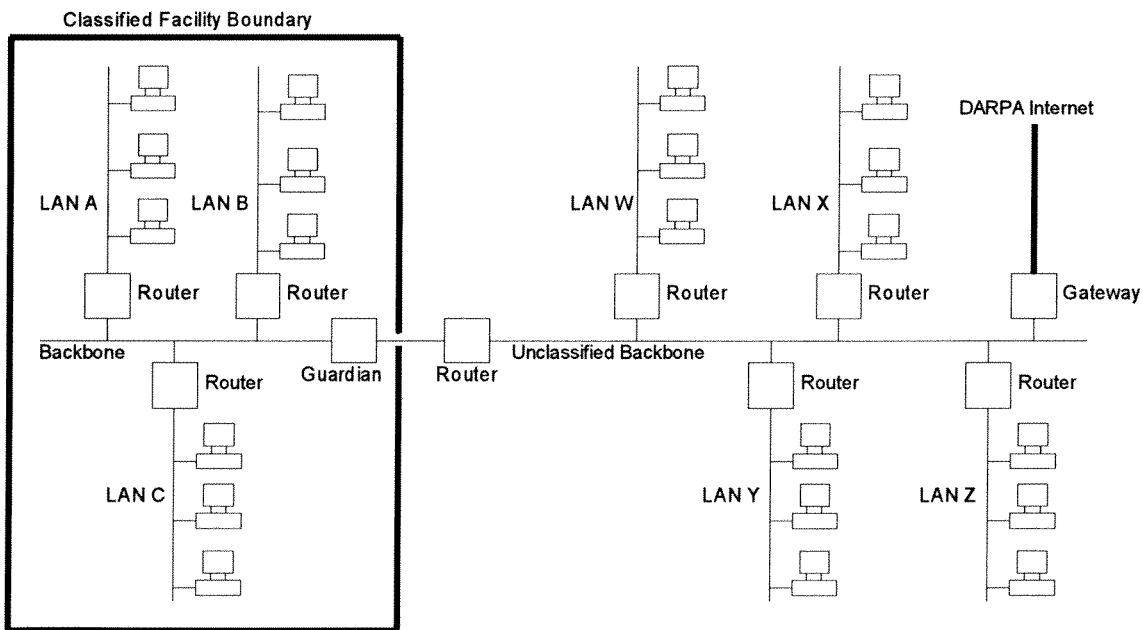 Classified Facility Boundary
DARPA Internet
LAN A
LAN B
LAN W
LAN X
Router
Router
Router
Router
Gateway
Backbone
Guardian
Router
Unclassified Backbone
Router
Router
Router
LAN C
LAN Y
LAN Z